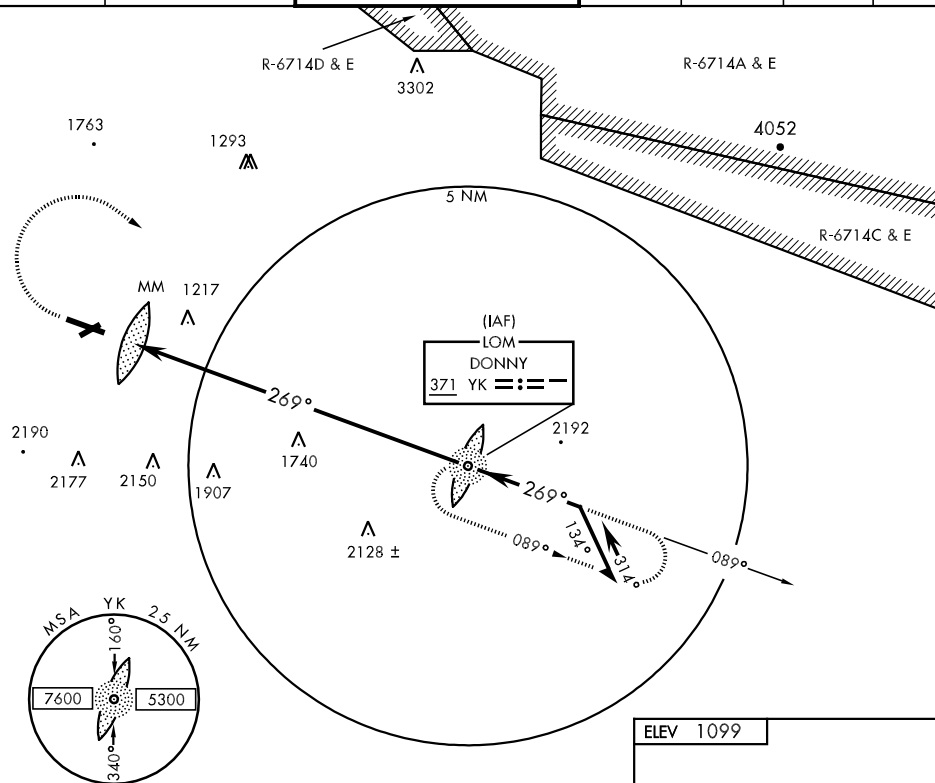 R-6714D & E
R-6714A & E
3302
4052
1763
1293
5 NM
R-6714C & E
MM 1217
(IAF)
LOM
DONNY
371 YK
269°
2192
2190
1740
2177
2150
1907
269°
2128 ±
089°
134°
314°
089°
MSA YK 25 NM
160°
7600
5300
340°
ELEV 1099